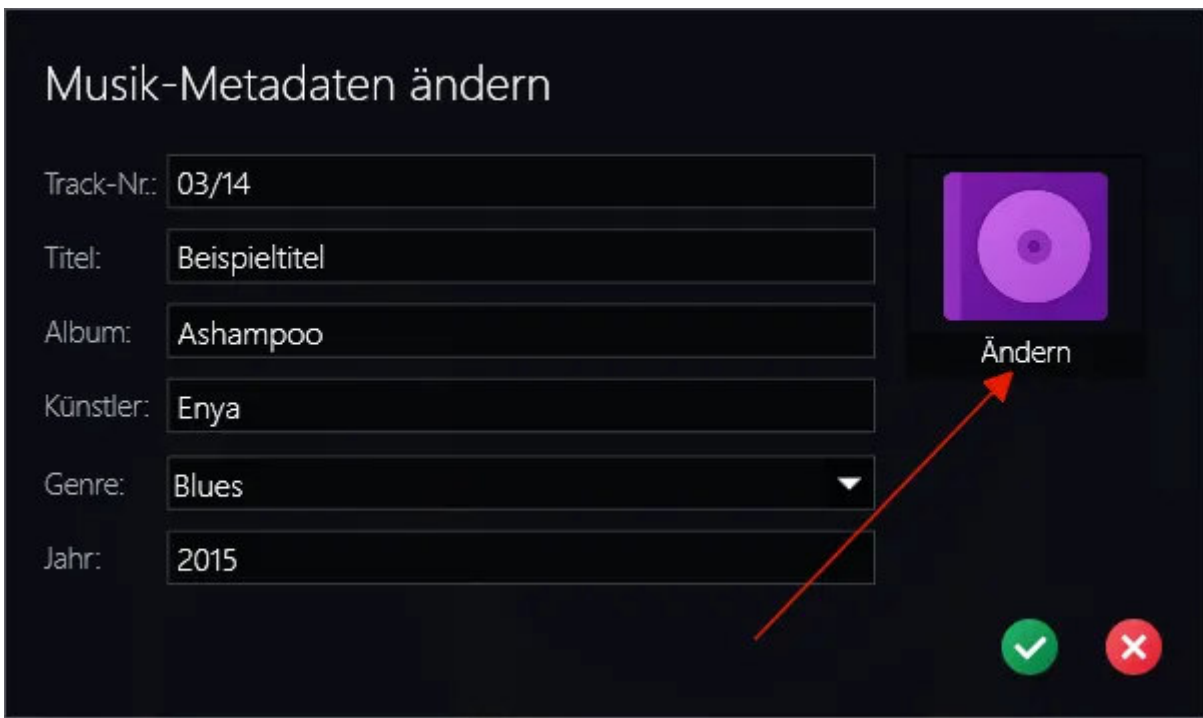 Musik-Metadaten ändern
Track-Nr.: 03/14
Titel: Beispieltitel
Album: Ashampoo
Ändern
Künstler: Enya
Genre: Blues
Jahr: 2015